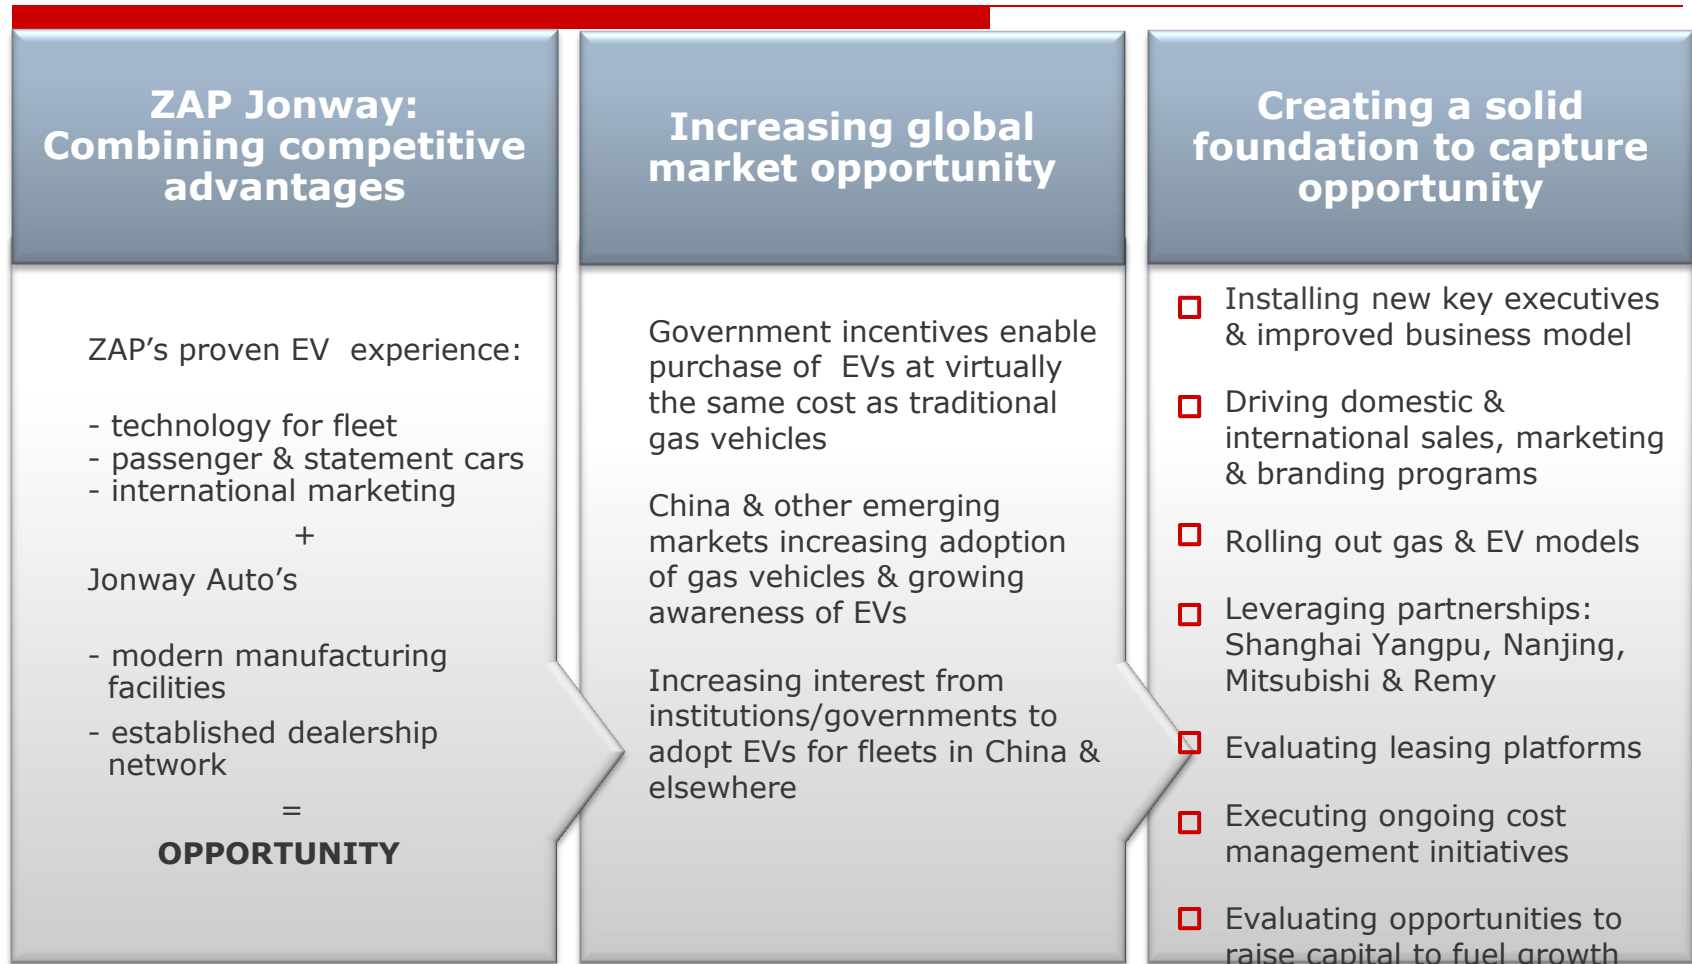 ZAP Jonway:
Combining competitive
advantages
ZAP’s proven EV  experience:
- technology for fleet
- passenger & statement cars
- international marketing
+
Jonway Auto’s
- modern manufacturing
facilities
- established dealership
network
=
OPPORTUNITY
Increasing global
market opportunity
Government incentives enable
purchase of  EVs at virtually
the same cost as traditional
gas vehicles
China & other emerging
markets increasing adoption
of gas vehicles & growing
awareness of EVs
Increasing interest from
institutions/governments to
adopt EVs for fleets in China &
elsewhere
Creating a solid
foundation to capture
opportunity
Installing new key executives
& improved business model
Driving domestic &
international sales, marketing
& branding programs
Rolling out gas & EV models
Leveraging partnerships:
Shanghai Yangpu, Nanjing,
Mitsubishi & Remy
Evaluating leasing platforms
Executing ongoing cost
management initiatives
Evaluating opportunities to
raise capital to fuel growth